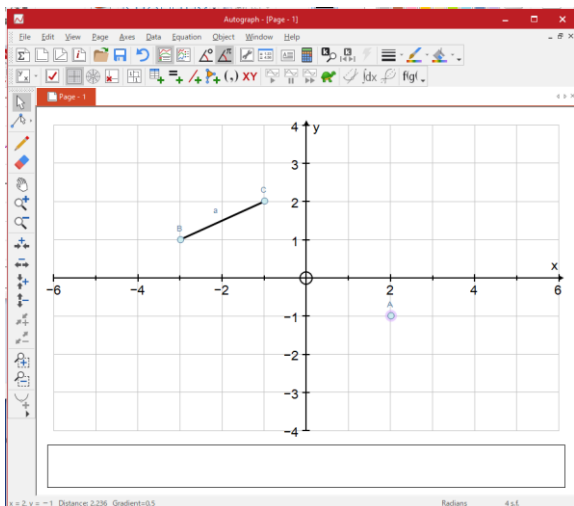 Autograph - [Page - 1]
File Edit View Page Axes Data Equation Object Window Help
XY ∫dx
Page - 1
4 y
3
C
2
a
B
1
x
-6 -4 -2 2 4 6
A
-1
-2
-3
-4
x = 2, y = -1 Distance: 2.236 Gradient=0.5 Radians 4 s.f.